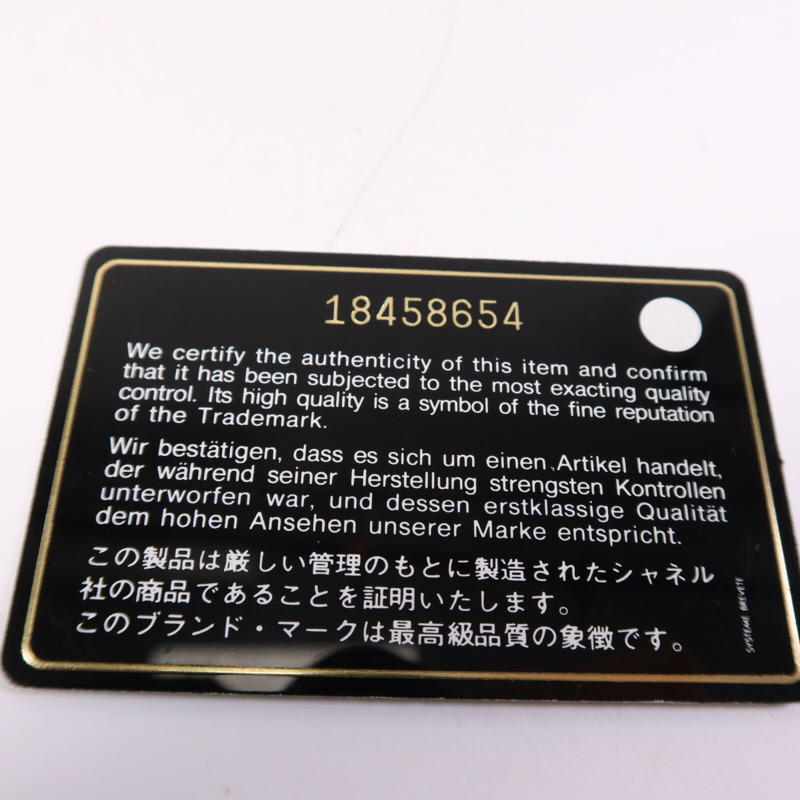 18458654
We certify the authenticity of this item and confirm
that it has been subjected to the most exacting quality
control. Its high quality is a symbol of the fine reputation
of the Trademark.
Wir bestätigen, dass es sich um einen Artikel handelt,
der während seiner Herstellung strengsten Kontrollen
unterworfen war, und dessen erstklassige Qualität
dem hohen Ansehen unserer Marke entspricht.
この製品は厳しい管理のもとに製造されたシャネル
社の商品であることを証明いたします。
このブランド・マークは最高級品質の象徴です。
SYSTEME BREVETE